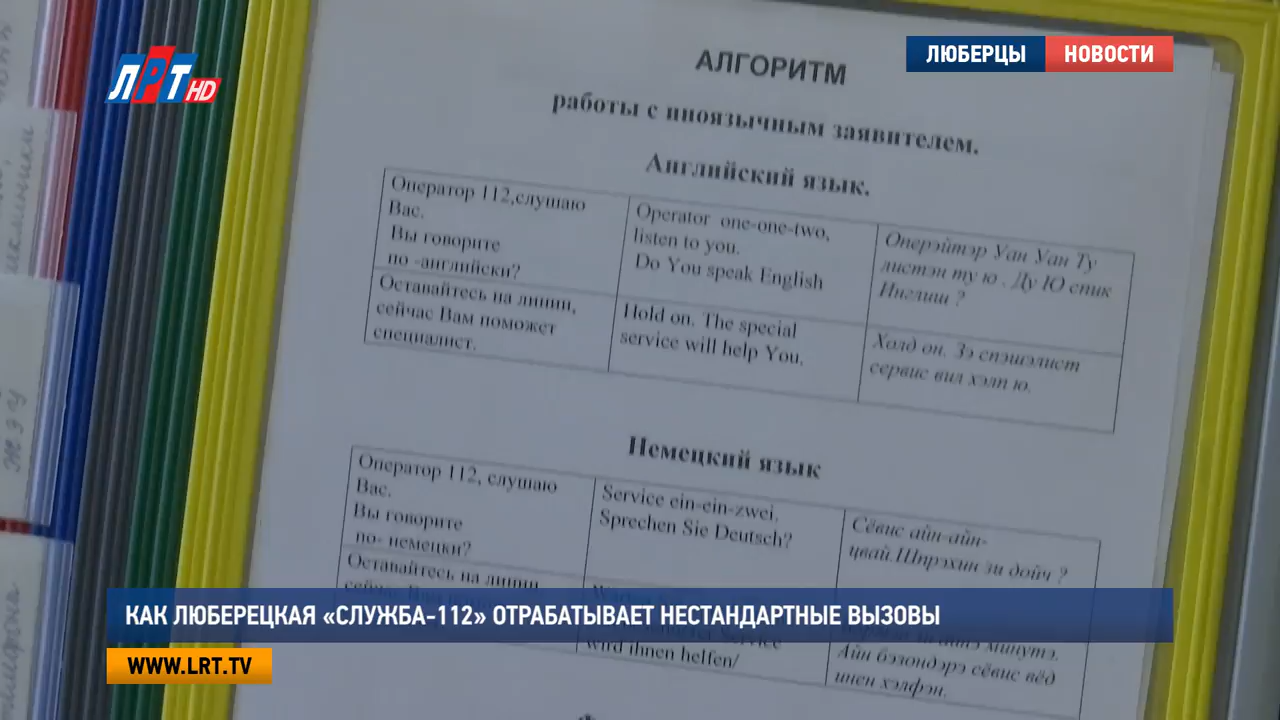 ЛРТ HD
ЛЮБЕРЦЫ НОВОСТИ
АЛГОРИТМ
работы с иноязычным заявителем.
Английский язык.
Оператор 112,слушаю
Вас.
Вы говорите
по -английски?
Operator one-one-two,
listen to you.
Do You speak English
Оперэйтэр Уан Уан Ту
листэн ту ю . Ду Ю спик
Инглиш ?
Оставайтесь на линии,
сейчас Вам поможет
специалист.
Hold on. The special
service will help You.
Холд он. Зэ спэшэлист
сервис вил хэлп ю.
Немецкий язык
Оператор 112, слушаю
Вас.
Вы говорите
по- немецки?
Service ein-ein-zwei.
Sprechen Sie Deutsch?
Сёвис айн-айн-
цвай.Шпрэхин зи дойч ?
Оставайтесь на линии,
wird ihnen helfen/
минутэ.
Айн бэзондэрэ сёвис вёд
инен хэлфэн.
КАК ЛЮБЕРЕЦКАЯ «СЛУЖБА-112» ОТРАБАТЫВАЕТ НЕСТАНДАРТНЫЕ ВЫЗОВЫ
WWW.LRT.TV